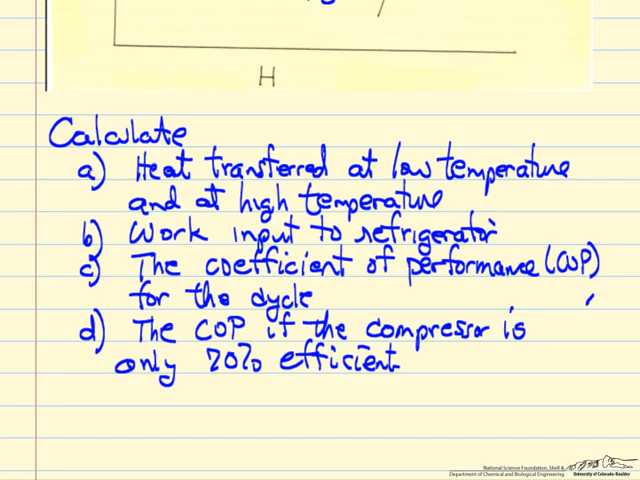 H
Calculate
a) Heat transferred at low temperature
and at high temperature
b) Work input to refrigerator
c) The coefficient of performance (COP)
for the cycle
d) The COP if the compressor is
only 70% efficient
National Science Foundation, Shell &
Department of Chemical and Biological Engineering
University of Colorado Boulder